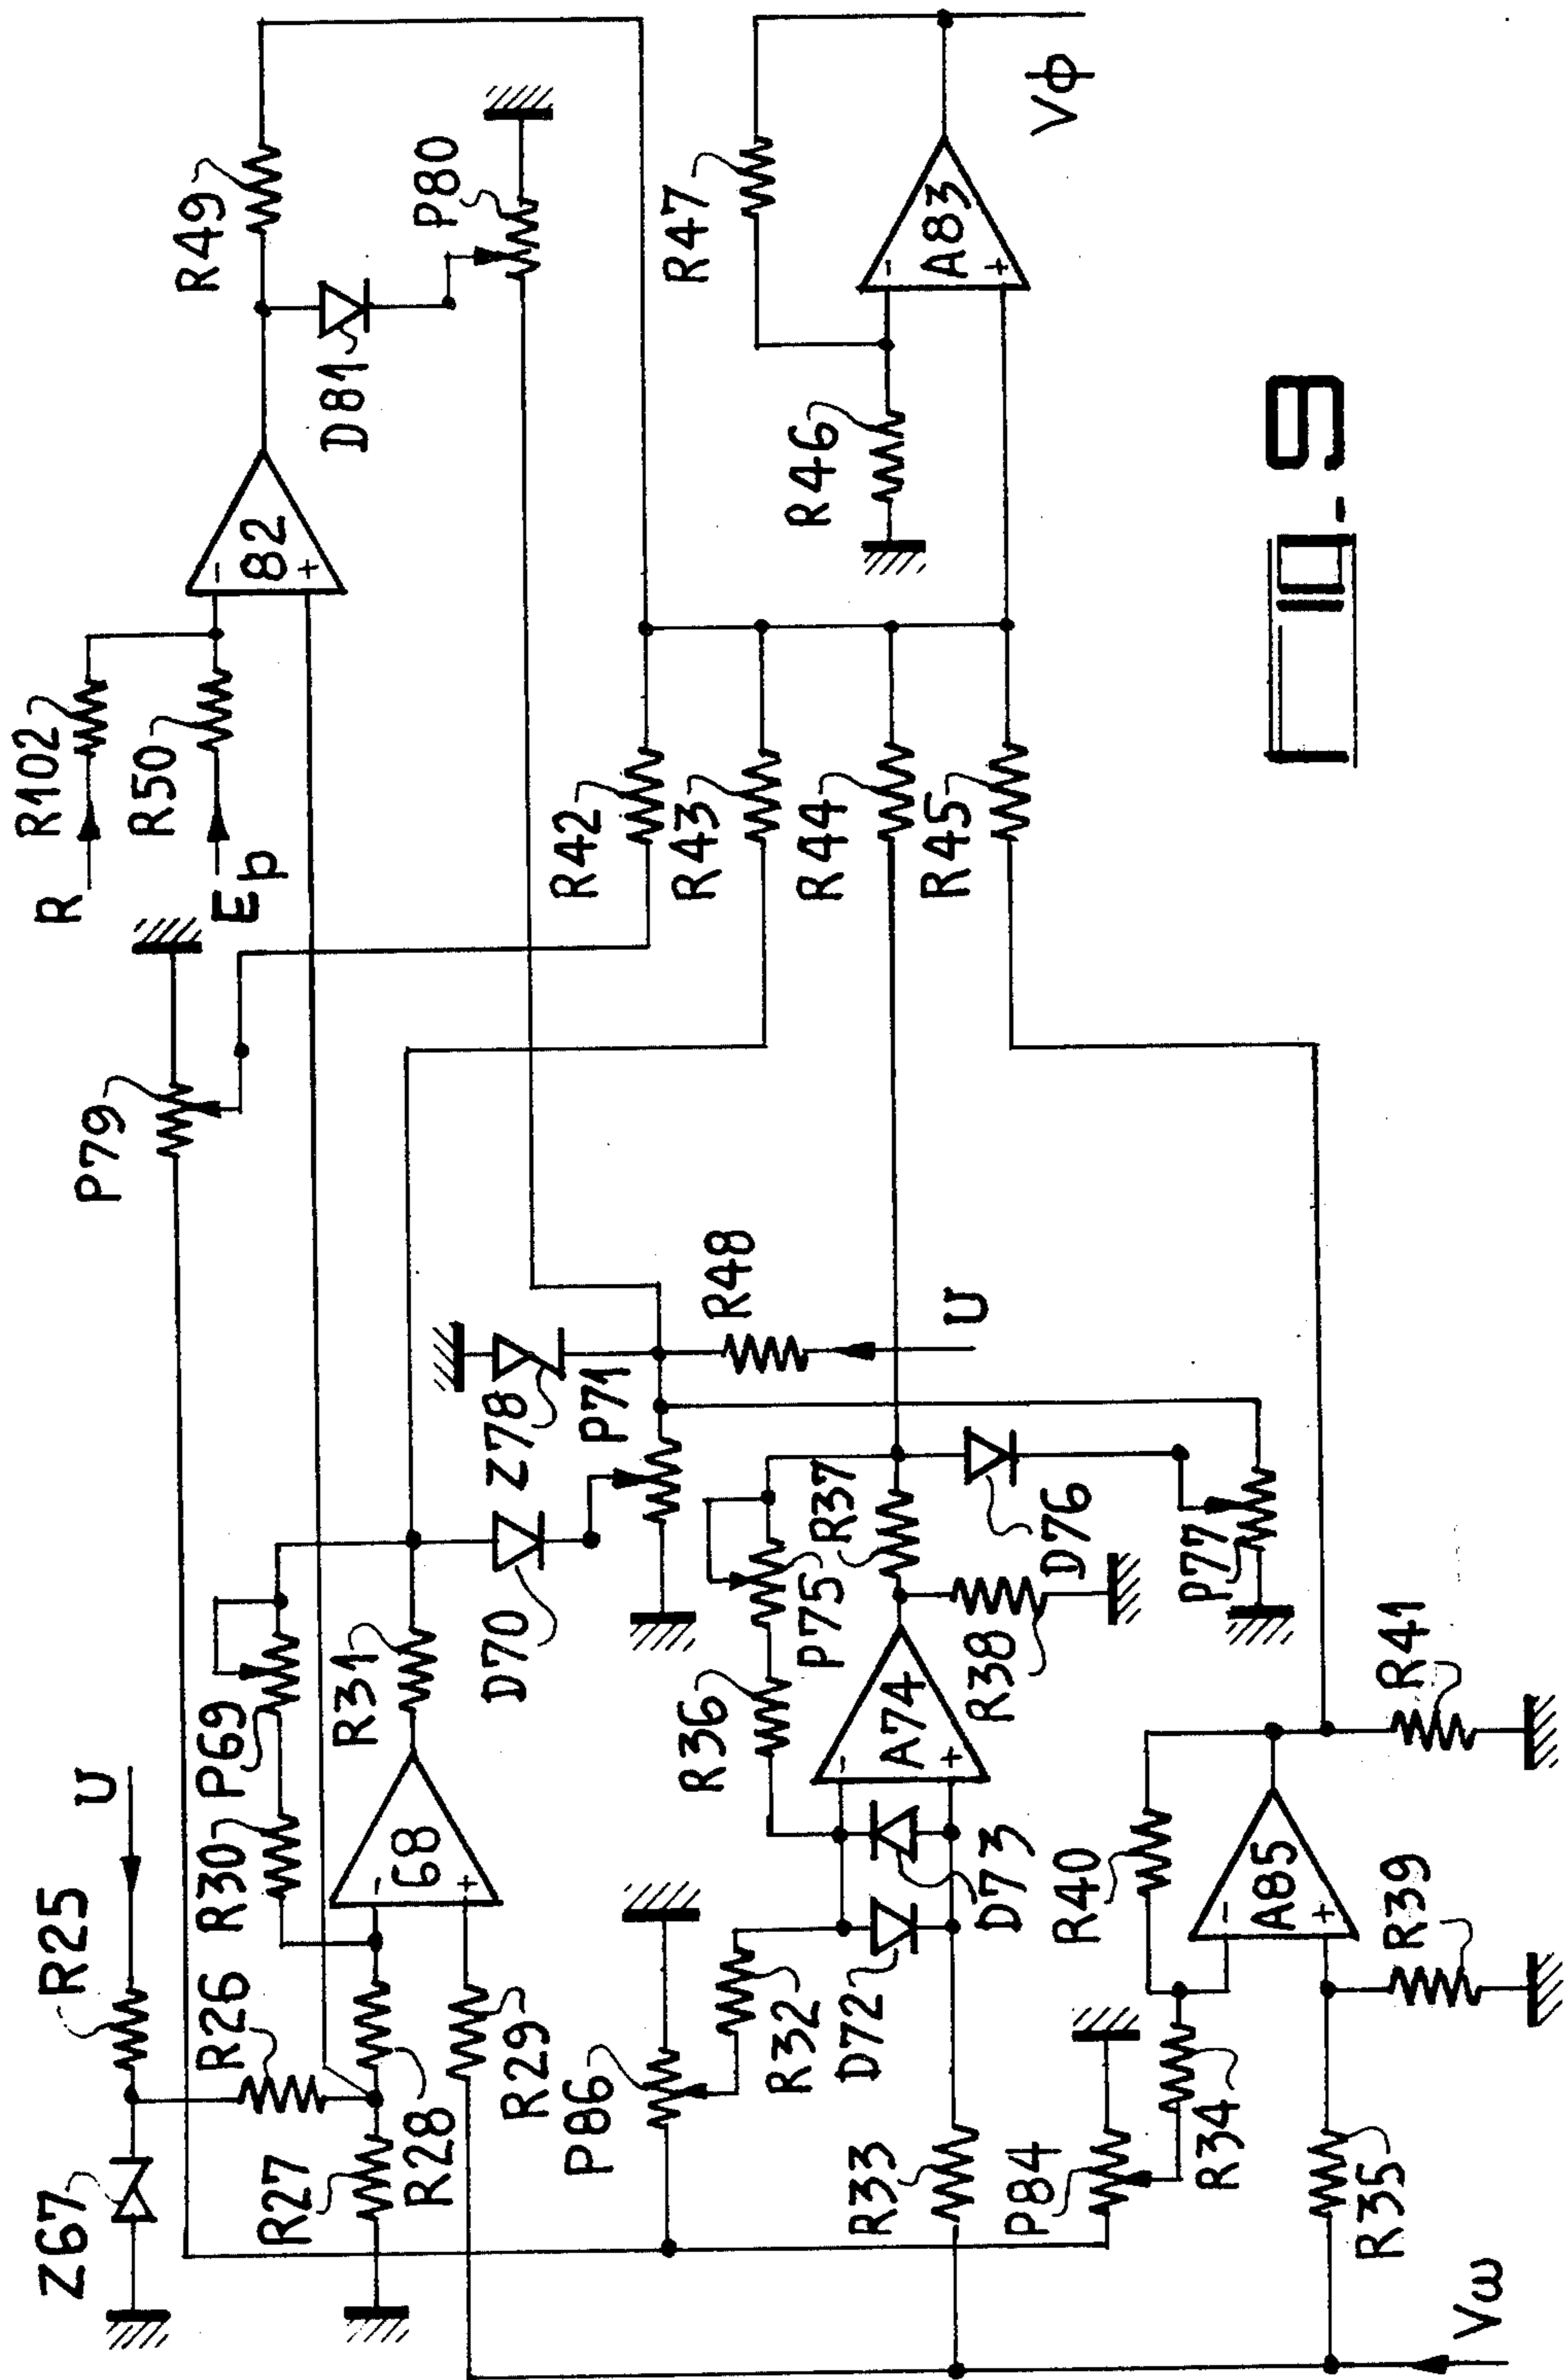 R49
R102
R
R50
Ep
82
- +
D81
P80
P79
R47
A83
- +
Vφ
R46
R42
R43
R44
R45
U
R25
Z67
R26
R27
R28
R29
R30
P69
68
- +
R31
D70
Z78
P71
R48
U
P86
R32
D72
D73
R33
R36
P75
R37
A74
- +
R38
D76
P77
P84
R34
R35
R40
A85
- +
R39
R41
Vω
FIG_9